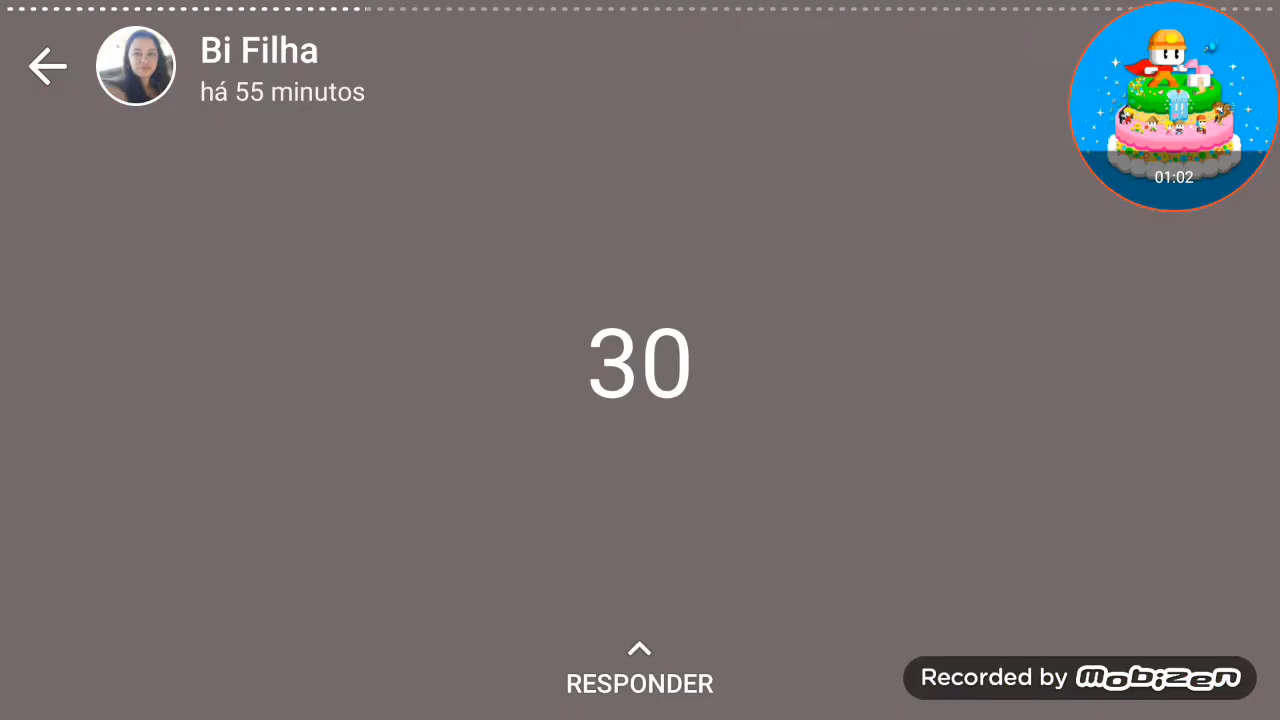 Bi Filha
há 55 minutos
01:02
30
RESPONDER
Recorded by mobizen